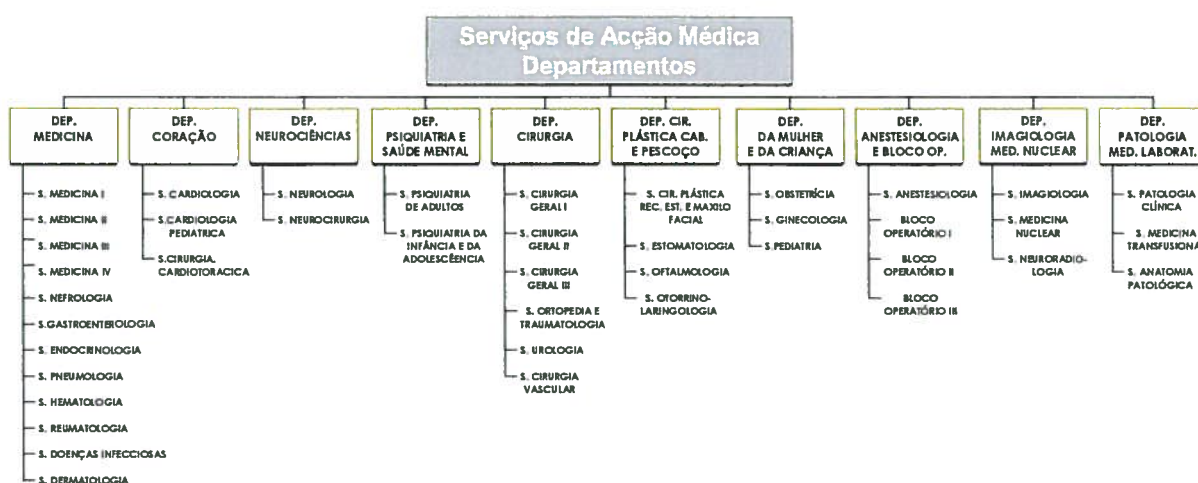 Serviços de Acção Médica
Departamentos
DEP.
MEDICINA
S. MEDICINA I
S. MEDICINA II
S. MEDICINA III
S. MEDICINA IV
S. NEFROLOGIA
S.GASTROENTEROLOGIA
S. ENDOCRINOLOGIA
S. PNEUMOLOGIA
S. HEMATOLOGIA
S. REUMATOLOGIA
S. DOENÇAS INFECCIOSAS
S. DERMATOLOGIA
DEP.
CORAÇÃO
S.CARDIOLOGIA
S.CARDIOLOGIA
PEDIATRICA
S.CIRURGIA.
CARDIOTORACICA
DEP.
NEUROCIÊNCIAS
S. NEUROLOGIA
S. NEUROCIRURGIA
DEP.
PSIQUIATRIA E
SAÚDE MENTAL
S. PSIQUIATRIA
DE ADULTOS
S. PSIQUIATRIA DA
INFÂNCIA E DA
ADOLESCÊENCIA
DEP.
CIRURGIA
S. CIRURGIA
GERAL I
S. CIRURGIA
GERAL II
S. CIRURGIA
GERAL III
S. ORTOPEDIA E
TRAUMATOLOGIA
S. UROLOGIA
S. CIRURGIA
VASCULAR
DEP. CIR.
PLÁSTICA CAB.
E PESCOÇO
S. CIR. PLÁSTICA
REC. EST. E MAXILO
FACIAL
S. ESTOMATOLOGIA
S. OFTALMOLOGIA
S. OTORRINO-
LARINGOLOGIA
DEP.
DA MULHER
E DA CRIANÇA
S.OBSTETRÍCIA
S. GINECOLOGIA
S.PEDIATRIA
DEP.
ANESTESIOLOGIA
E BLOCO OP.
S. ANESTESIOLOGIA
BLOCO
OPERATÓRIO I
BLOCO
OPERATÓRIO II
BLOCO
OPERATÓRIO III
DEP.
IMAGIOLOGIA
MED. NUCLEAR
S. IMAGIOLOGIA
S. MEDICINA
NUCLEAR
S. NEURORADIO-
LOGIA
DEP.
PATOLOGIA
MED. LABORAT.
S. PATOLOGIA
CLÍNICA
S. MEDICINA
TRANSFUSIONA
S. ANATOMIA
PATOLÓGICA